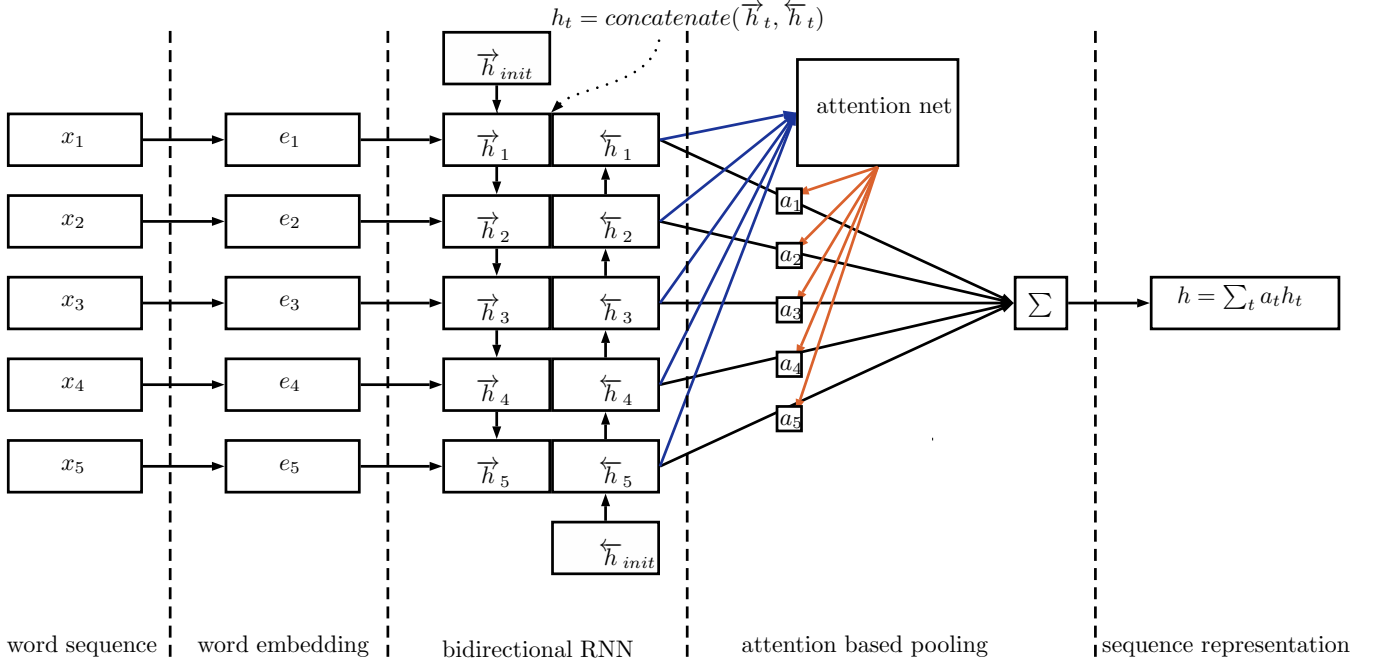 h_t = concatenate(→h_t, ←h_t)
→h_init
attention net
x_1 e_1 →h_1 ←h_1
a_1
x_2 e_2 →h_2 ←h_2
a_2
x_3 e_3 →h_3 ←h_3
a_3
∑
h = ∑_t a_t h_t
x_4 e_4 →h_4 ←h_4
a_4
a_5
x_5 e_5 →h_5 ←h_5
←h_init
word sequence
word embedding
bidirectional RNN
attention based pooling
sequence representation